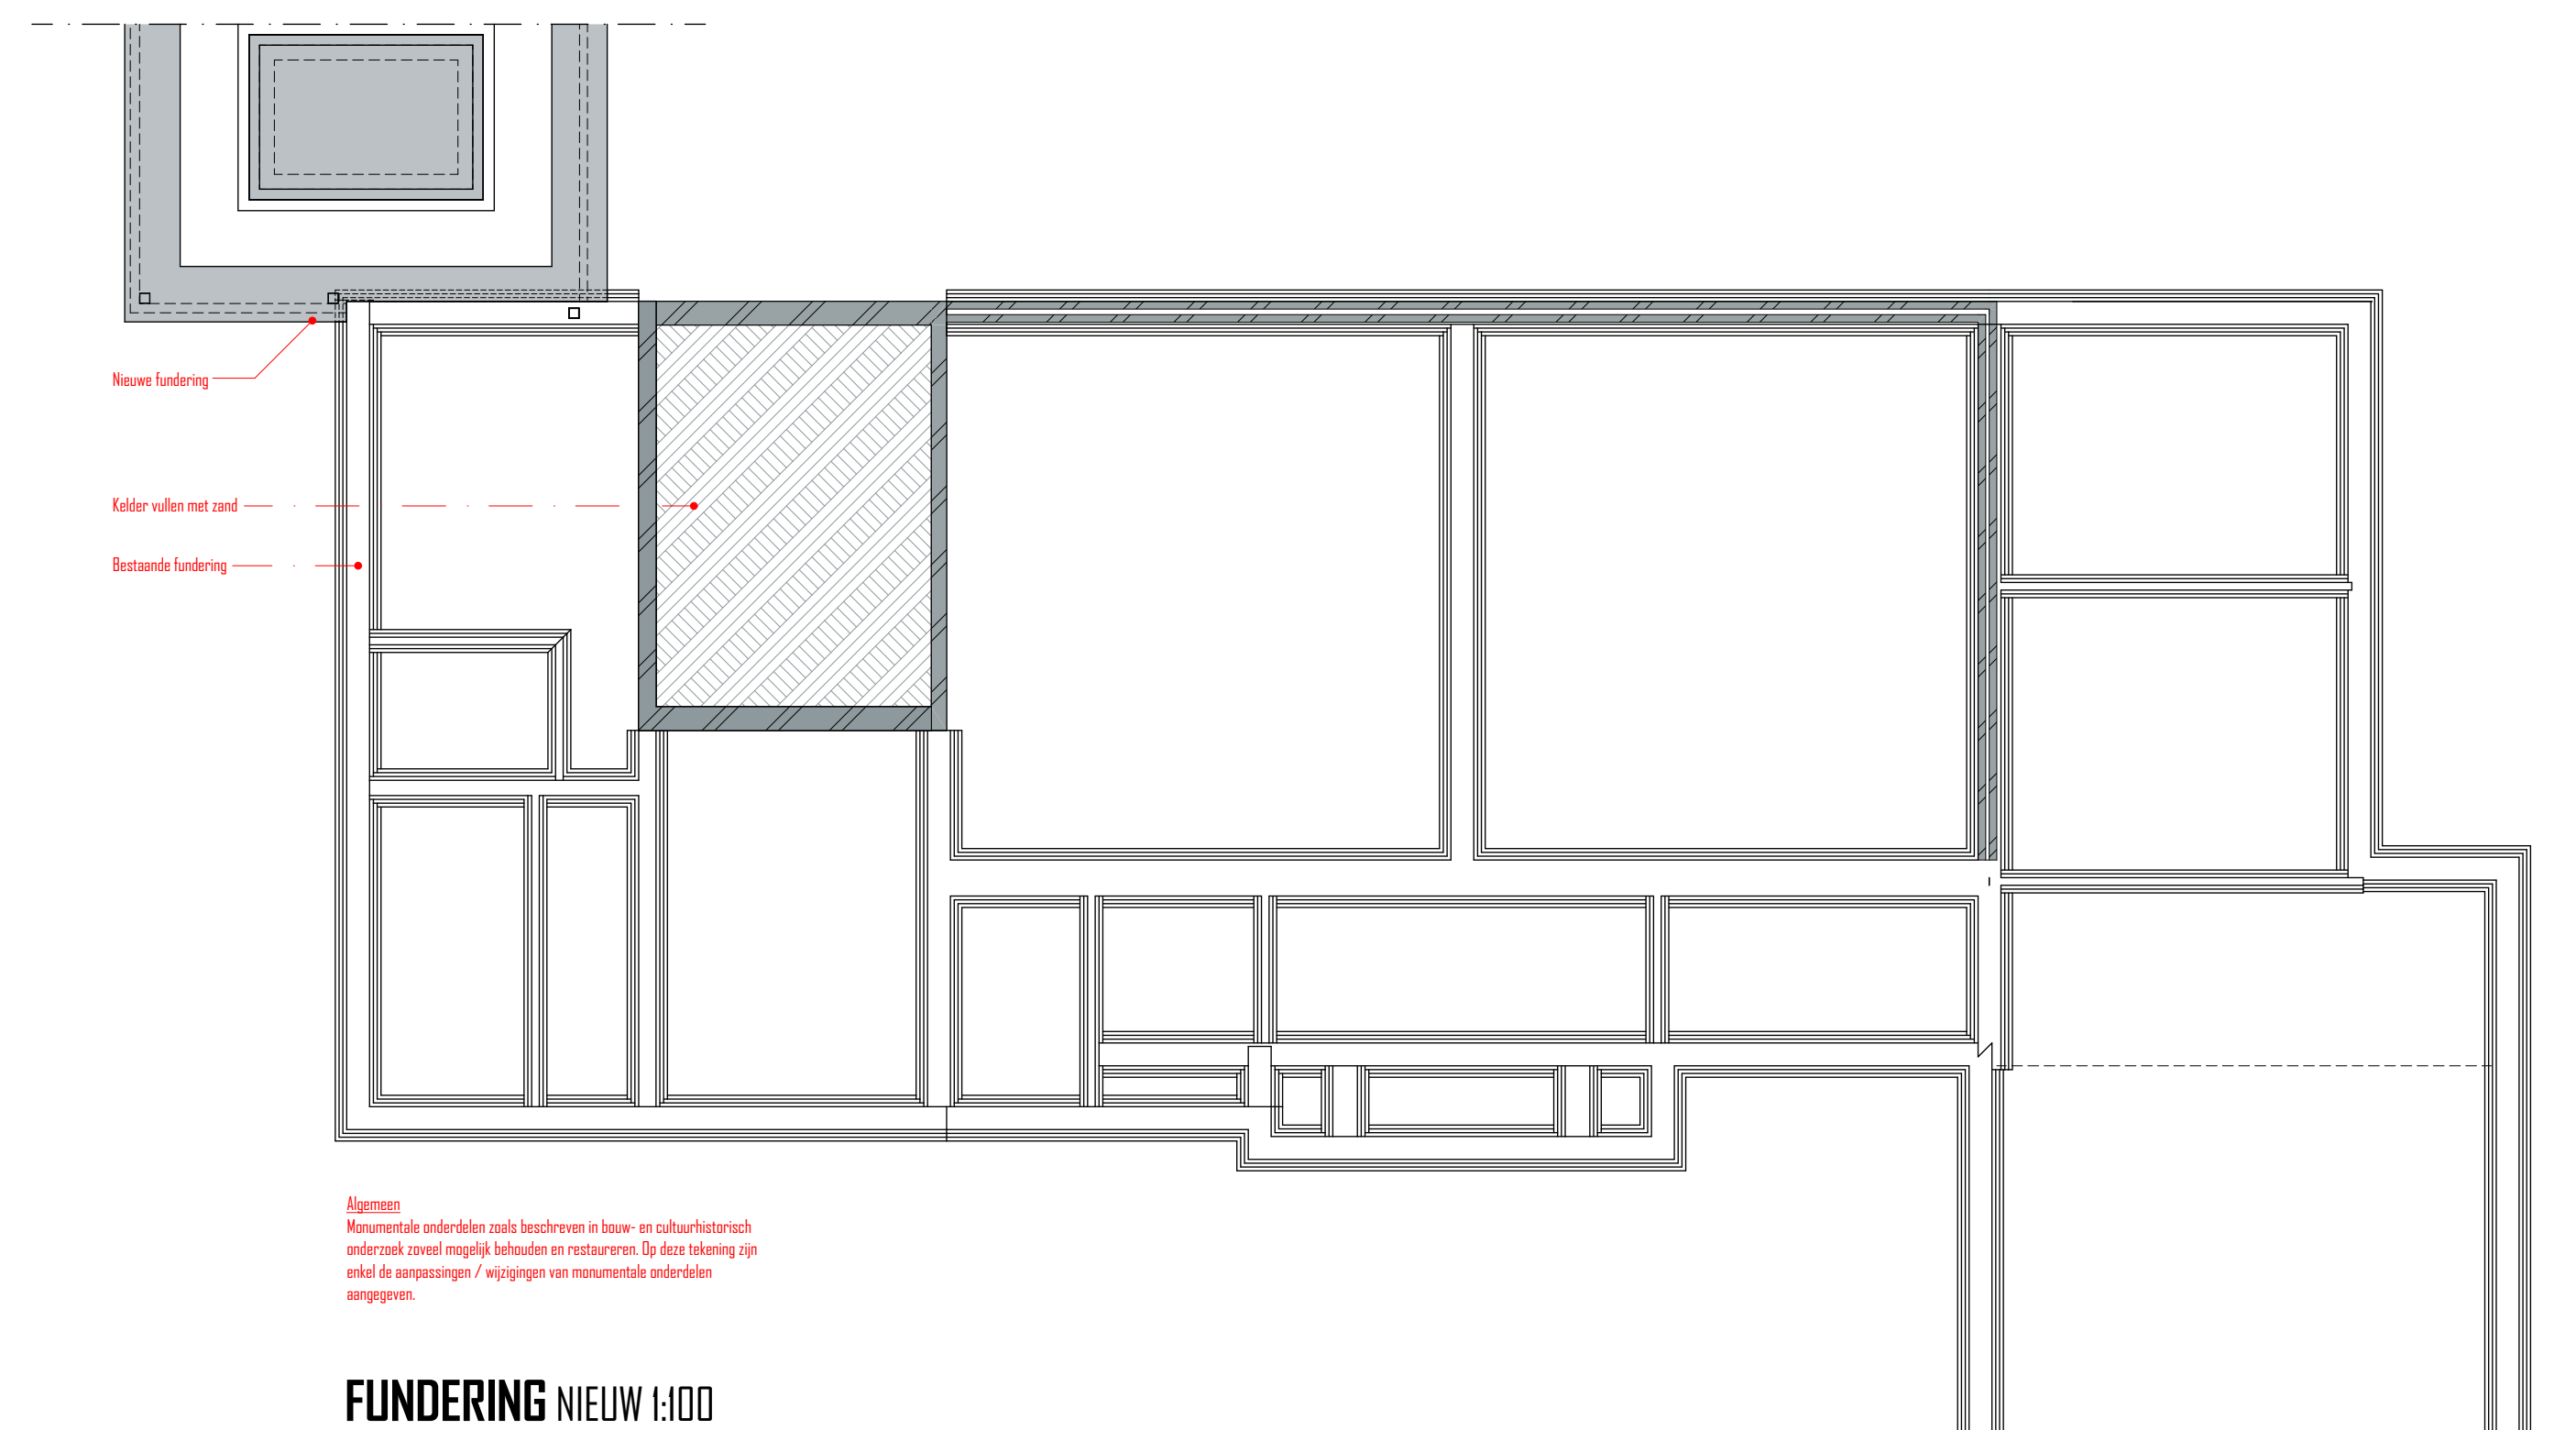 Nieuwe fundering
Kelder vullen met zand
Bestaande fundering
Algemeen
Monumentale onderdelen zoals beschreven in bouw- en cultuurhistorisch
onderzoek zoveel mogelijk behouden en restaureren. Op deze tekening zijn
enkel de aanpassingen / wijzigingen van monumentale onderdelen
aangegeven.
FUNDERING NIEUW 1:100